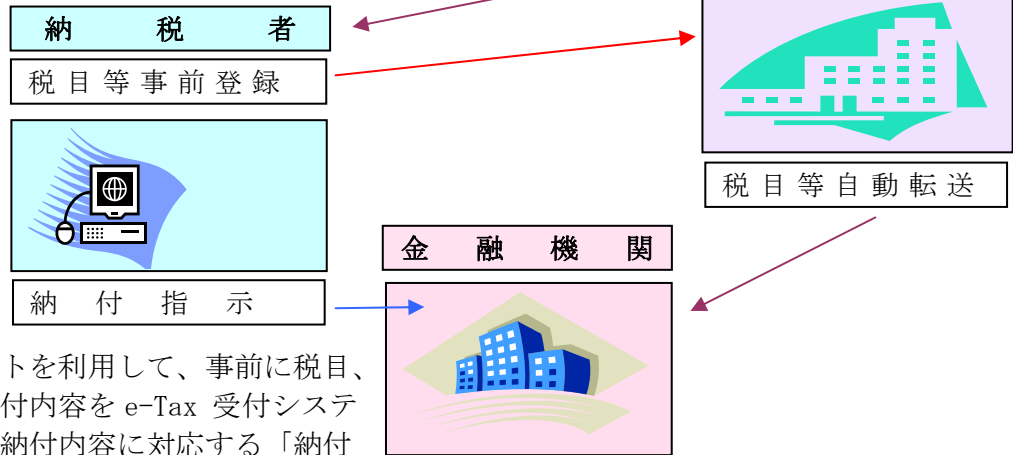 納税者
税目等事前登録
税目等自動転送
金融機関
納付指示
トを利用して、事前に税目、
付内容を e-Tax 受付システ
納付内容に対応する「納付